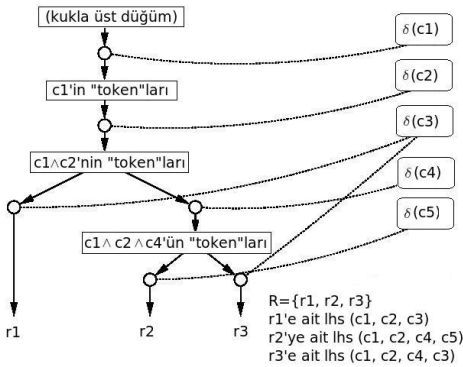 (kukla üst düğüm)
δ(c1)
δ(c2)
c1'in "token"ları
δ(c3)
c1∧c2'nin "token"ları
δ(c4)
δ(c5)
c1∧c2∧c4'ün "token"ları
R={r1, r2, r3}
r1'e ait lhs (c1, c2, c3)
r2'ye ait lhs (c1, c2, c4, c5)
r3'e ait lhs (c1, c2, c4, c3)
r1
r2
r3